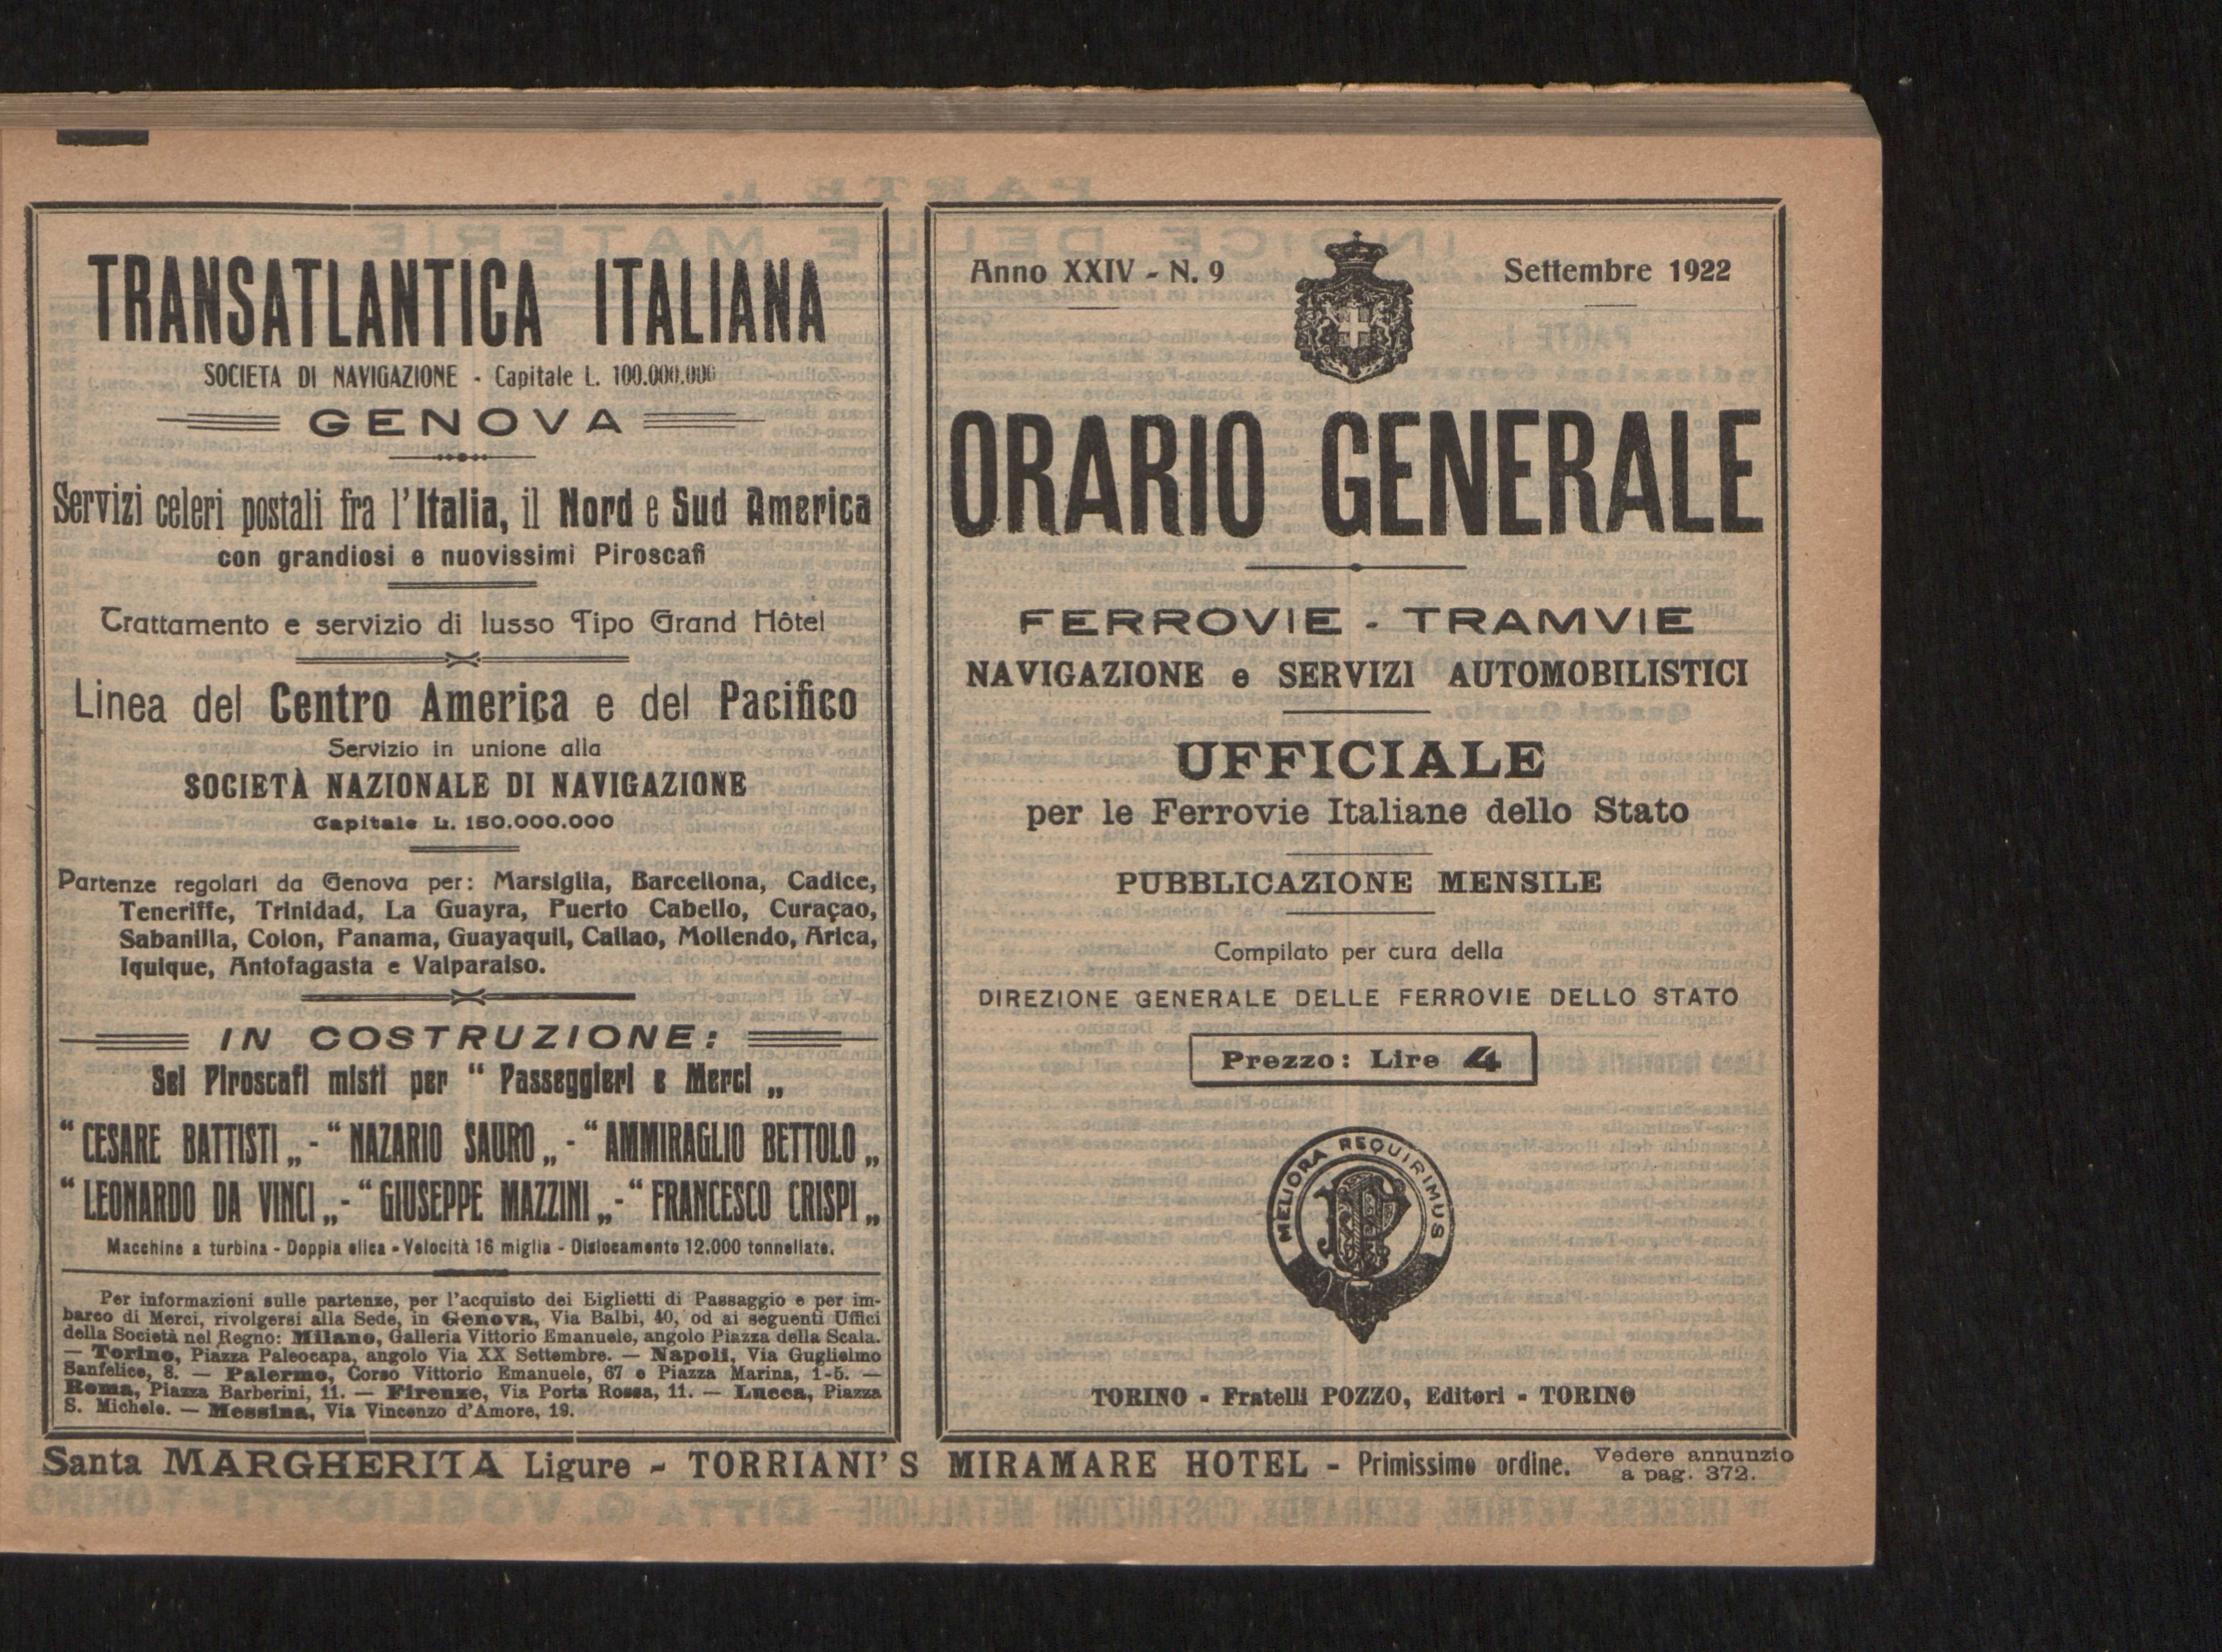 TRANSATLANTICA ITALIANA
SOCIETA DI NAVIGAZIONE - Capitale L. 100.000.000
GENOVA
Servizi celeri postali fra l'Italia, il Nord e Sud America
con grandiosi e nuovissimi Piroscafi
Trattamento e servizio di lusso Tipo Grand Hôtel
Linea del Centro America e del Pacifico
Servizio in unione alla
SOCIETÀ NAZIONALE DI NAVIGAZIONE
Capitale L. 150.000.000
Partenze regolari da Genova per: Marsiglia, Barcellona, Cadice,
Teneriffe, Trinidad, La Guayra, Puerto Cabello, Curaçao,
Sabanilla, Colon, Panama, Guayaquil, Callao, Mollendo, Arica,
Iquique, Antofagasta e Valparaiso.
IN COSTRUZIONE:
Sei Piroscafi misti per “ Passeggieri e Merci „
“ CESARE BATTISTI „ - “ NAZARIO SAURO „ - “ AMMIRAGLIO BETTOLO „
“ LEONARDO DA VINCI „ - “ GIUSEPPE MAZZINI „ - “ FRANCESCO CRISPI „
Macchine a turbina - Doppia elica - Velocità 16 miglia - Dislocamento 12.000 tonnellate.
Per informazioni sulle partenze, per l'acquisto dei Biglietti di Passaggio e per im-
barco di Merci, rivolgersi alla Sede, in Genova, Via Balbi, 40, od ai seguenti Uffici
della Società nel Regno: Milano, Galleria Vittorio Emanuele, angolo Piazza della Scala.
— Torino, Piazza Paleocapa, angolo Via XX Settembre. — Napoli, Via Guglielmo
Sanfelice, 8. — Palermo, Corso Vittorio Emanuele, 67 e Piazza Marina, 1-5. —
Roma, Piazza Barberini, 11. — Firenze, Via Porta Rossa, 11. — Lucca, Piazza
S. Michele. — Messina, Via Vincenzo d'Amore, 19.
Anno XXIV - N. 9
Settembre 1922
ORARIO GENERALE
FERROVIE - TRAMVIE
NAVIGAZIONE e SERVIZI AUTOMOBILISTICI
UFFICIALE
per le Ferrovie Italiane dello Stato
PUBBLICAZIONE MENSILE
Compilato per cura della
DIREZIONE GENERALE DELLE FERROVIE DELLO STATO
Prezzo: Lire 4
MELIORA REQUIRIMUS
TORINO - Fratelli POZZO, Editori - TORINO
Santa MARGHERITA Ligure - TORRIANI'S MIRAMARE HOTEL - Primissimo ordine. Vedere annunzio
a pag. 372.